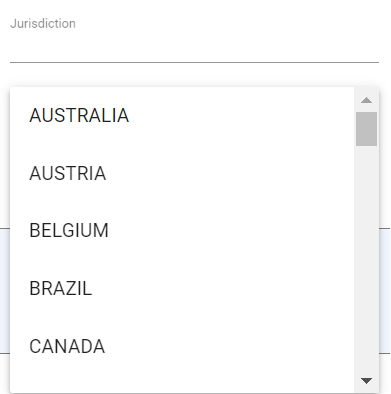 Jurisdiction
AUSTRALIA
AUSTRIA
BELGIUM
BRAZIL
CANADA